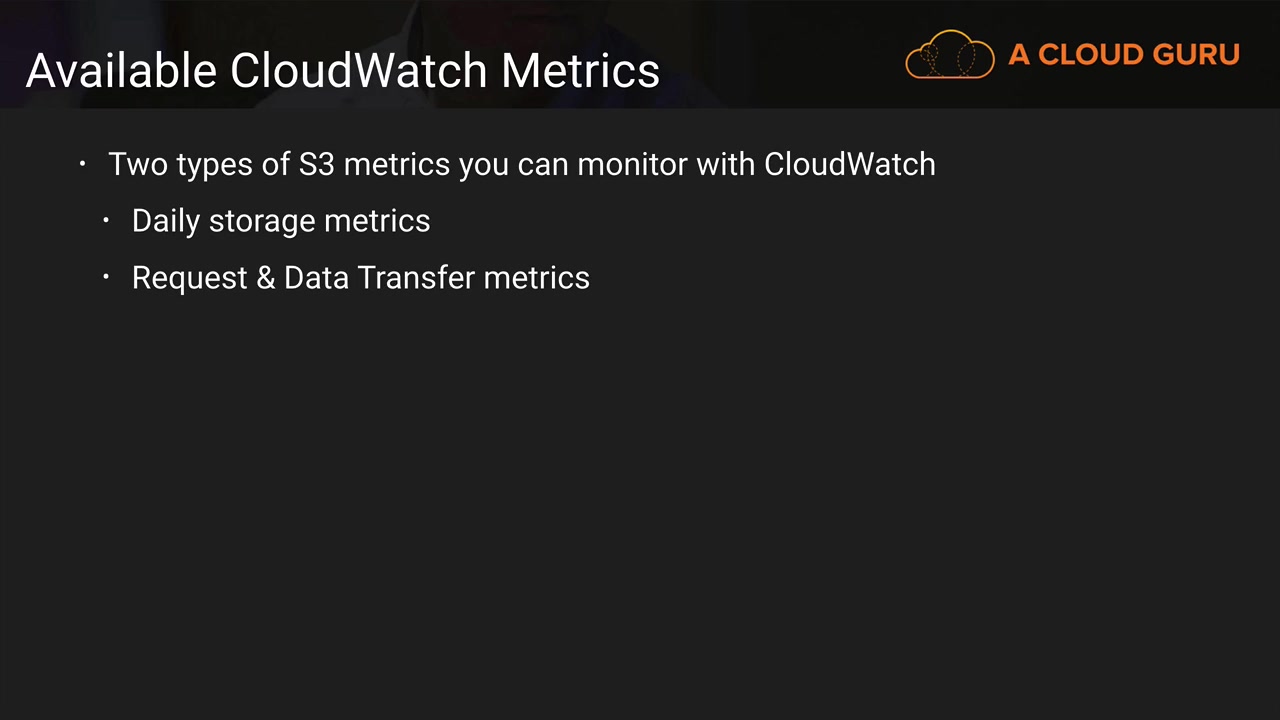 Available CloudWatch Metrics
A CLOUD GURU
• Two types of S3 metrics you can monitor with CloudWatch
• Daily storage metrics
• Request & Data Transfer metrics